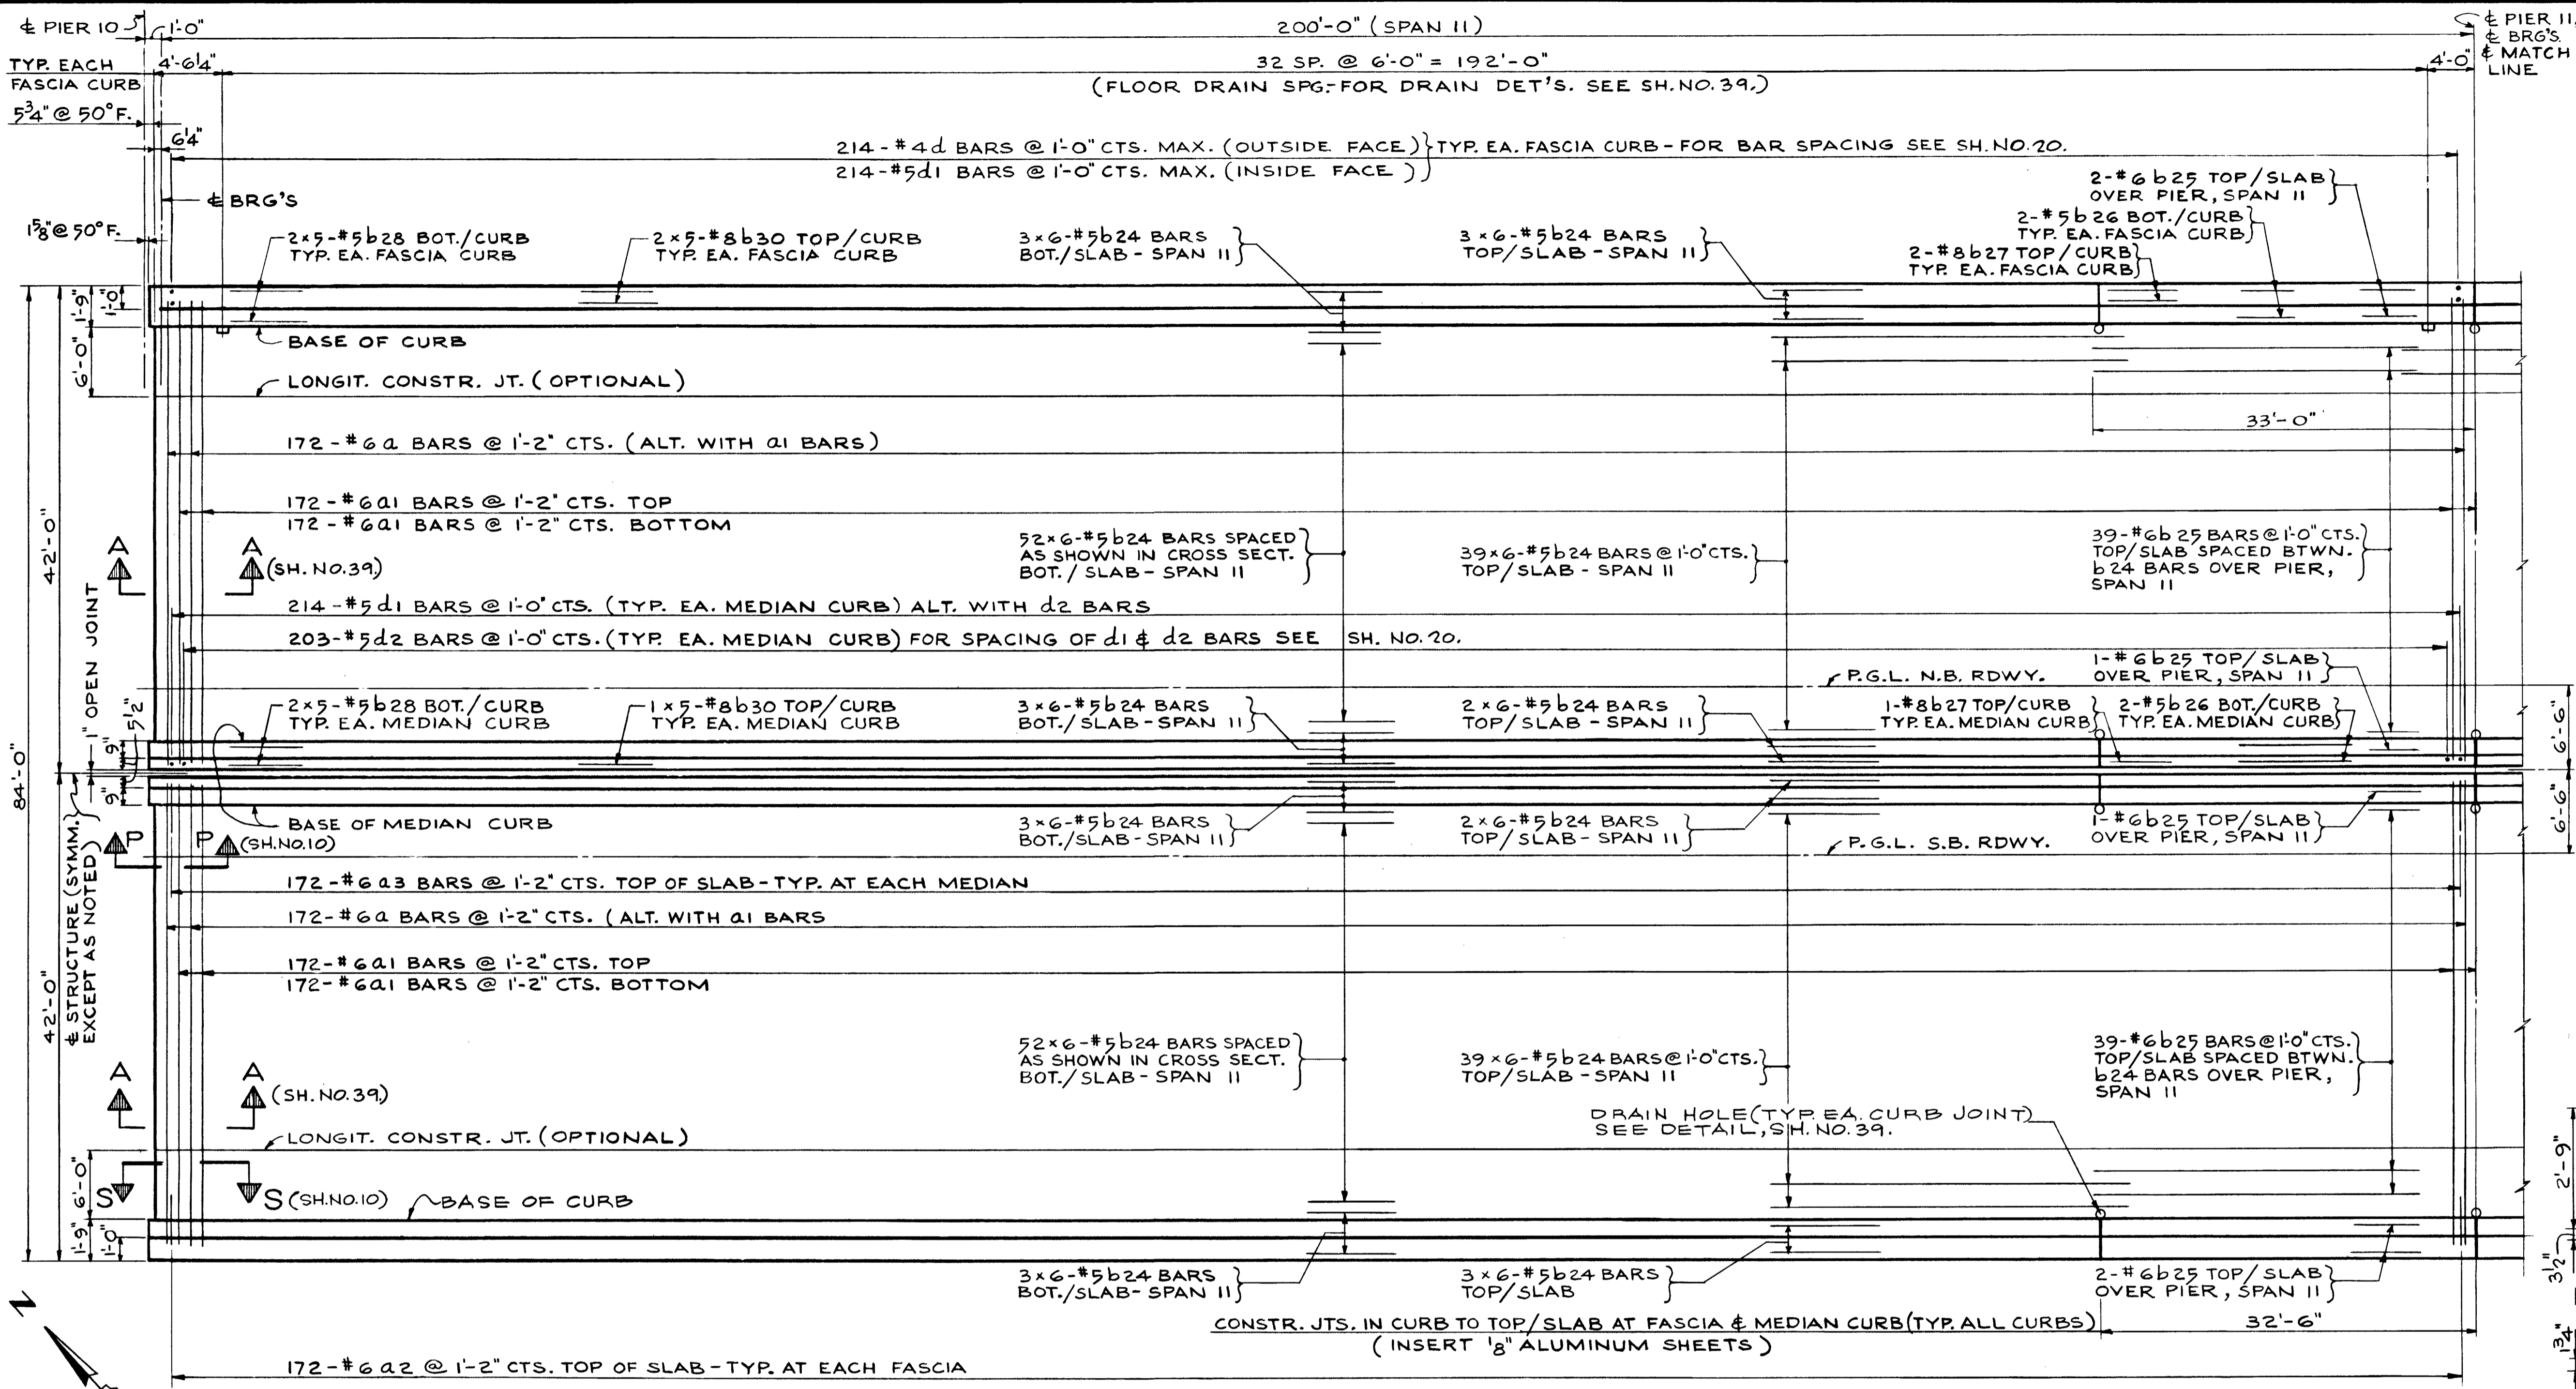 ℄ PIER 10
1'-0"
200'-0" (SPAN 11)
℄ PIER 11,
℄ BRG'S.
& MATCH
LINE
TYP. EACH
FASCIA CURB
4'-6¼"
32 SP. @ 6'-0" = 192'-0"
4'-0"
(FLOOR DRAIN SPG.-FOR DRAIN DET'S. SEE SH.NO.39.)
5¾" @ 50°F.
6¼"
214-#4d BARS @ 1'-0" CTS. MAX. (OUTSIDE FACE) TYP. EA. FASCIA CURB-FOR BAR SPACING SEE SH.NO.20.
214-#5d1 BARS @ 1'-0" CTS. MAX. (INSIDE FACE)
℄ BRG'S
1⅝" @ 50°F.
2×5-#5b28 BOT./CURB
TYP. EA. FASCIA CURB
2×5-#8b30 TOP/CURB
TYP. EA. FASCIA CURB
3×6-#5b24 BARS
BOT./SLAB-SPAN 11
3×6-#5b24 BARS
TOP/SLAB-SPAN 11
2-#6b25 TOP/SLAB
OVER PIER, SPAN 11
2-#5b26 BOT./CURB
TYP. EA. FASCIA CURB
2-#8b27 TOP/CURB
TYP. EA. FASCIA CURB
1'-9"
1'-0"
BASE OF CURB
6'-0"
LONGIT. CONSTR. JT. (OPTIONAL)
33'-0"
172-#6a BARS @ 1'-2" CTS. (ALT. WITH a1 BARS)
172-#6a1 BARS @ 1'-2" CTS. TOP
172-#6a1 BARS @ 1'-2" CTS. BOTTOM
42'-0"
A A
(SH.NO.39)
52×6-#5b24 BARS SPACED
AS SHOWN IN CROSS SECT.
BOT./SLAB-SPAN 11
39×6-#5b24 BARS @ 1'-0" CTS.
TOP/SLAB-SPAN 11
39-#6b25 BARS @ 1'-0" CTS.
TOP/SLAB SPACED BTWN.
b24 BARS OVER PIER,
SPAN 11
214-#5d1 BARS @ 1'-0" CTS. (TYP. EA. MEDIAN CURB) ALT. WITH d2 BARS
203-#5d2 BARS @ 1'-0" CTS. (TYP. EA. MEDIAN CURB) FOR SPACING OF d1 & d2 BARS SEE SH. NO. 20.
1" OPEN JOINT
P.G.L. N.B. RDWY.
1-#6b25 TOP/SLAB
OVER PIER, SPAN 11
2×5-#5b28 BOT./CURB
TYP. EA. MEDIAN CURB
1×5-#8b30 TOP/CURB
TYP. EA. MEDIAN CURB
3×6-#5b24 BARS
BOT./SLAB-SPAN 11
2×6-#5b24 BARS
TOP/SLAB-SPAN 11
1-#8b27 TOP/CURB
TYP. EA. MEDIAN CURB
2-#5b26 BOT./CURB
TYP. EA. MEDIAN CURB
6'-6"
5½"
9"
84'-0"
9"
BASE OF MEDIAN CURB
3×6-#5b24 BARS
BOT./SLAB-SPAN 11
2×6-#5b24 BARS
TOP/SLAB-SPAN 11
1-#6b25 TOP/SLAB
OVER PIER, SPAN 11
6'-6"
P P
(SH.NO.10)
P.G.L. S.B. RDWY.
℄ STRUCTURE (SYMM.
EXCEPT AS NOTED)
172-#6a3 BARS @ 1'-2" CTS. TOP OF SLAB-TYP. AT EACH MEDIAN
172-#6a BARS @ 1'-2" CTS. (ALT. WITH a1 BARS
172-#6a1 BARS @ 1'-2" CTS. TOP
172-#6a1 BARS @ 1'-2" CTS. BOTTOM
42'-0"
52×6-#5b24 BARS SPACED
AS SHOWN IN CROSS SECT.
BOT./SLAB-SPAN 11
39×6-#5b24 BARS @ 1'-0" CTS.
TOP/SLAB-SPAN 11
39-#6b25 BARS @ 1'-0" CTS.
TOP/SLAB SPACED BTWN.
b24 BARS OVER PIER,
SPAN 11
A A
(SH.NO.39)
DRAIN HOLE (TYP. EA. CURB JOINT)
SEE DETAIL, SH. NO. 39.
LONGIT. CONSTR. JT. (OPTIONAL)
6'-0"
S S (SH.NO.10)
BASE OF CURB
2'-9"
1'-9"
1'-0"
3×6-#5b24 BARS
BOT./SLAB-SPAN 11
3×6-#5b24 BARS
TOP/SLAB
2-#6b25 TOP/SLAB
OVER PIER, SPAN 11
3½"
N
CONSTR. JTS. IN CURB TO TOP/SLAB AT FASCIA & MEDIAN CURB (TYP. ALL CURBS)
32'-6"
(INSERT ⅛" ALUMINUM SHEETS)
1¾"
172-#6a2 @ 1'-2" CTS. TOP OF SLAB-TYP. AT EACH FASCIA